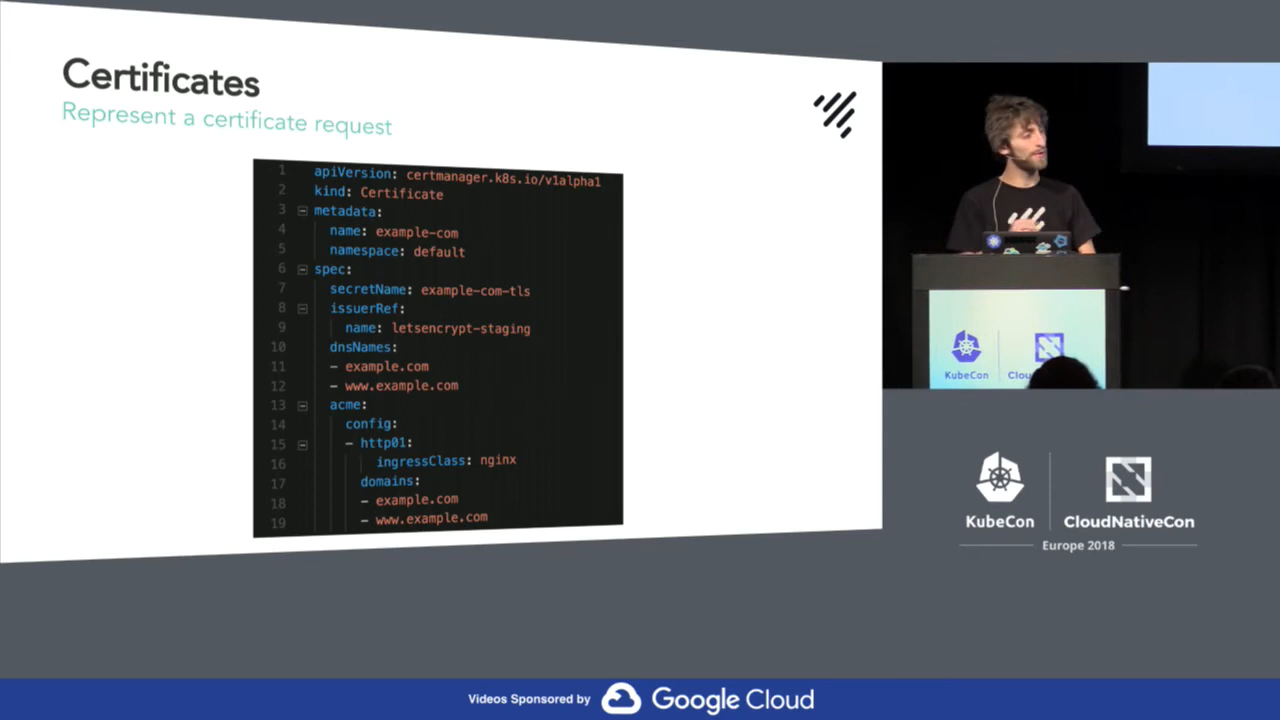 Certificates
Represent a certificate request
1 apiVersion: certmanager.k8s.io/v1alpha1
2 kind: Certificate
3 metadata:
4 name: example-com
5 namespace: default
6 spec:
7 secretName: example-com-tls
8 issuerRef:
9 name: letsencrypt-staging
10 dnsNames:
11 - example.com
12 - www.example.com
13 acme:
14 config:
15 - http01:
16 ingressClass: nginx
17 domains:
18 - example.com
19 - www.example.com
KubeCon
Clou
KubeCon
CloudNativeCon
Europe 2018
Videos Sponsored by Google Cloud